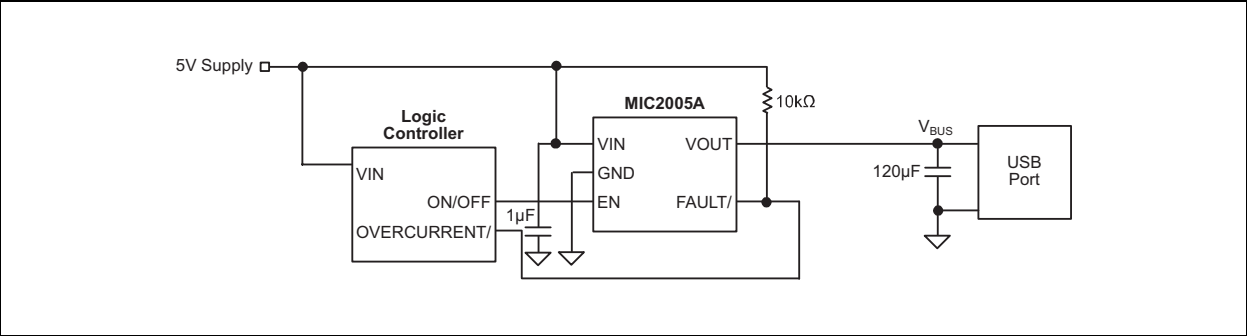 5V Supply
Logic
Controller
VIN
ON/OFF
OVERCURRENT/
1µF
MIC2005A
VIN
GND
EN
VOUT
FAULT/
10kΩ
VBUS
120µF
USB
Port